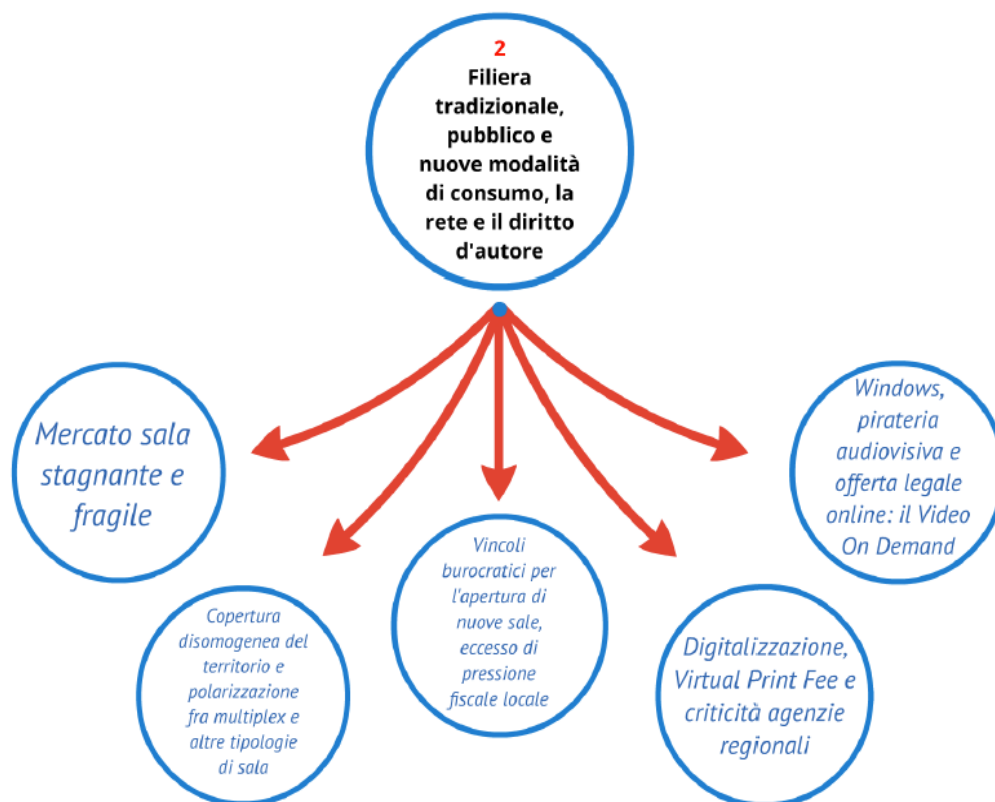 2
Filiera
tradizionale,
pubblico e
nuove modalità
di consumo, la
rete e il diritto
d'autore
Mercato sala
stagnante e
fragile
Copertura
disomogenea del
territorio e
polarizzazione
fra multiplex e
altre tipologie
di sala
Vincoli
burocratici per
l'apertura di
nuove sale,
eccesso di
pressione
fiscale locale
Digitalizzazione,
Virtual Print Fee e
criticità agenzie
regionali
Windows,
pirateria
audiovisiva e
offerta legale
online: il Video
On Demand